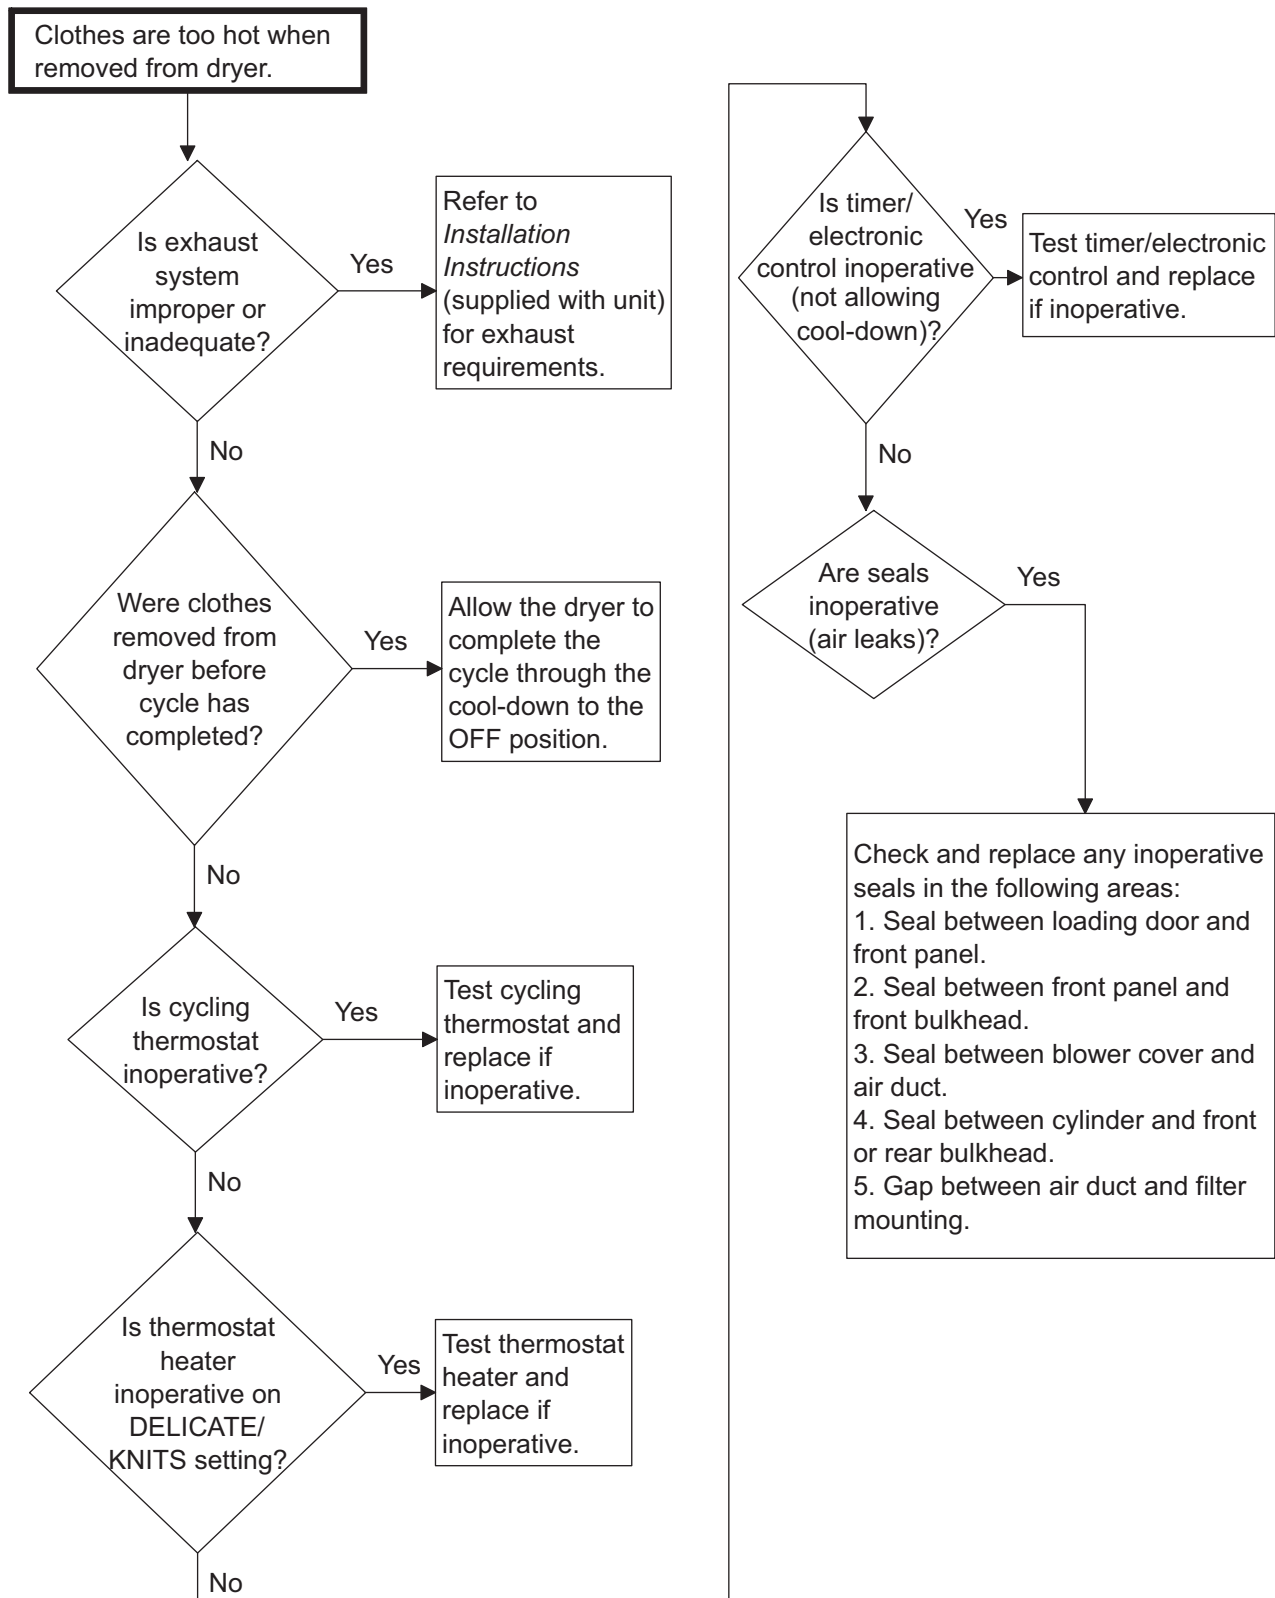 Clothes are too hot when
removed from dryer.
Is exhaust
system
improper or
inadequate?
Yes
Refer to
Installation
Instructions
(supplied with unit)
for exhaust
requirements.
No
Were clothes
removed from
dryer before
cycle has
completed?
Yes
Allow the dryer to
complete the
cycle through the
cool-down to the
OFF position.
No
Is cycling
thermostat
inoperative?
Yes
Test cycling
thermostat and
replace if
inoperative.
No
Is thermostat
heater
inoperative on
DELICATE/
KNITS setting?
Yes
Test thermostat
heater and
replace if
inoperative.
No
Is timer/
electronic
control inoperative
(not allowing
cool-down)?
Yes
Test timer/electronic
control and replace
if inoperative.
No
Are seals
inoperative
(air leaks)?
Yes
Check and replace any inoperative
seals in the following areas:
1. Seal between loading door and
front panel.
2. Seal between front panel and
front bulkhead.
3. Seal between blower cover and
air duct.
4. Seal between cylinder and front
or rear bulkhead.
5. Gap between air duct and filter
mounting.